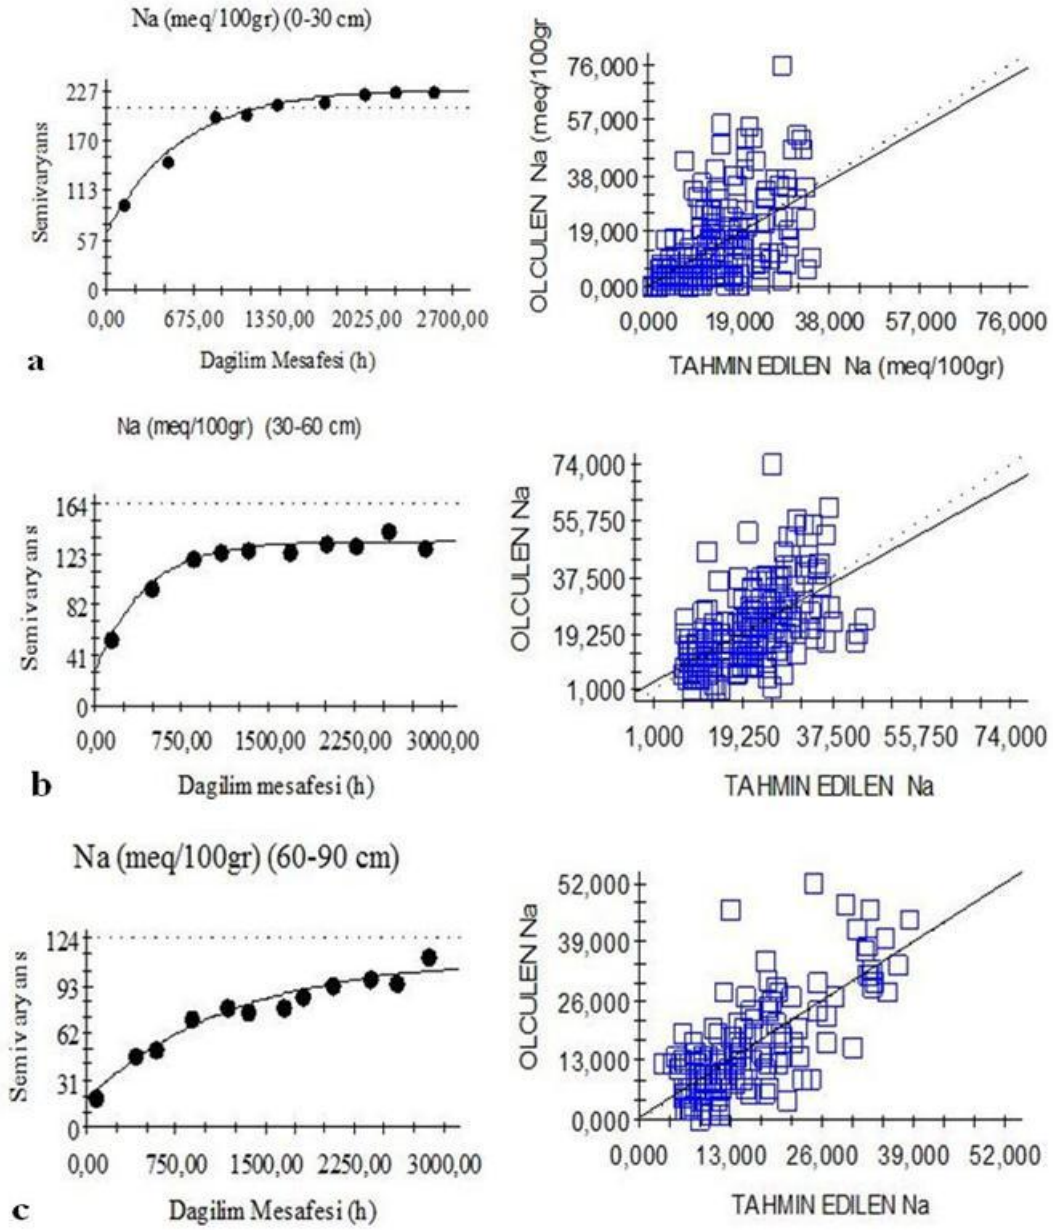 Na (meq/100gr) (0-30 cm)
Semivaryans
227
170
113
57
0
0,00 675,00 1350,00 2025,00 2700,00
Dagilim Mesafesi (h)
a
OLCULEN Na (meq/100gr
76,000
57,000
38,000
19,000
0,000
0,000 19,000 38,000 57,000 76,000
TAHMIN EDILEN Na (meq/100gr)
Na (meq/100gr) (30-60 cm)
Semivaryans
164
123
82
41
0
0,00 750,00 1500,00 2250,00 3000,00
Dagilim mesafesi (h)
b
OLCULEN Na
74,000
55,750
37,500
19,250
1,000
1,000 19,250 37,500 55,750 74,000
TAHMIN EDILEN Na
Na (meq/100gr) (60-90 cm)
Semivaryans
124
93
62
31
0
0,00 750,00 1500,00 2250,00 3000,00
Dagilim Mesafesi (h)
c
OLCULEN Na
52,000
39,000
26,000
13,000
0,000
0,000 13,000 26,000 39,000 52,000
TAHMIN EDILEN Na